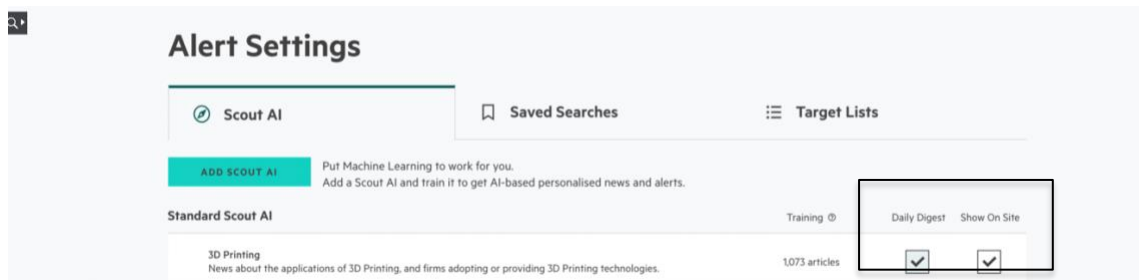 Alert Settings
Scout AI
Saved Searches
Target Lists
ADD SCOUT AI
Put Machine Learning to work for you.
Add a Scout AI and train it to get AI-based personalised news and alerts.
Standard Scout AI
Training
Daily Digest
Show On Site
3D Printing
News about the applications of 3D Printing, and firms adopting or providing 3D Printing technologies.
1,073 articles